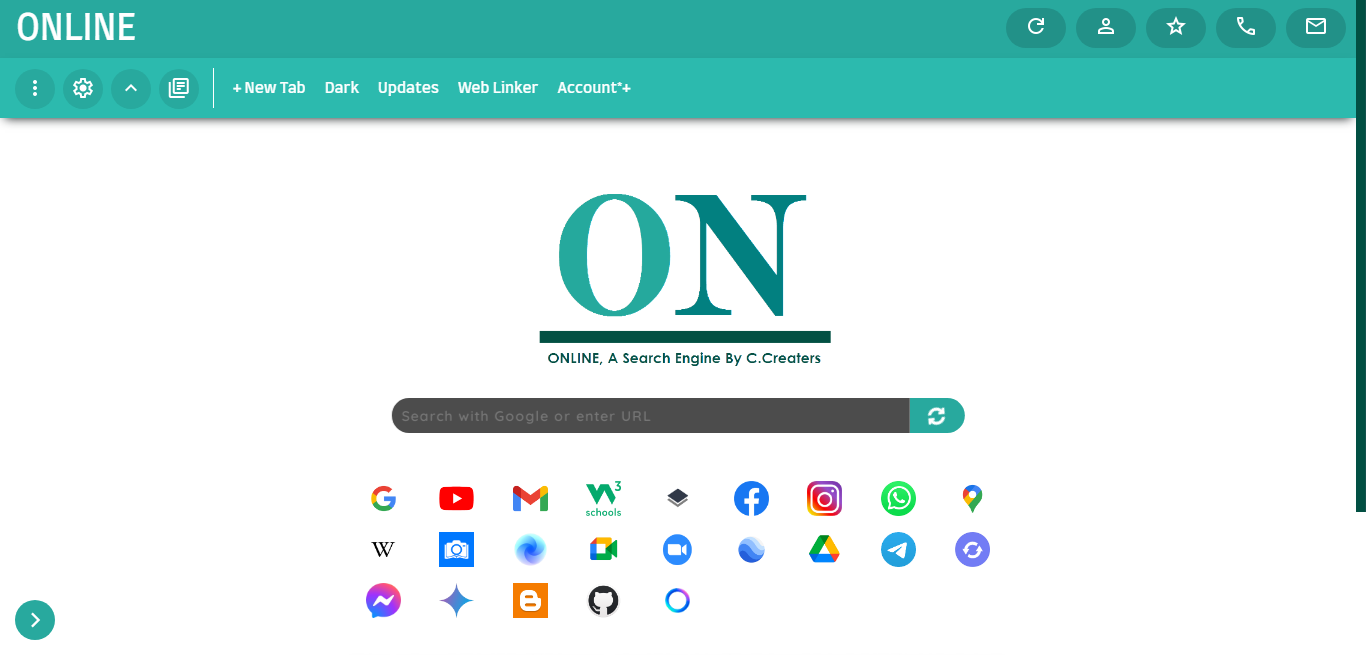 ONLINE
+ New Tab Dark Updates Web Linker Account*+
ON
ONLINE, A Search Engine By C.Creaters
Search with Google or enter URL
W3
schools
W